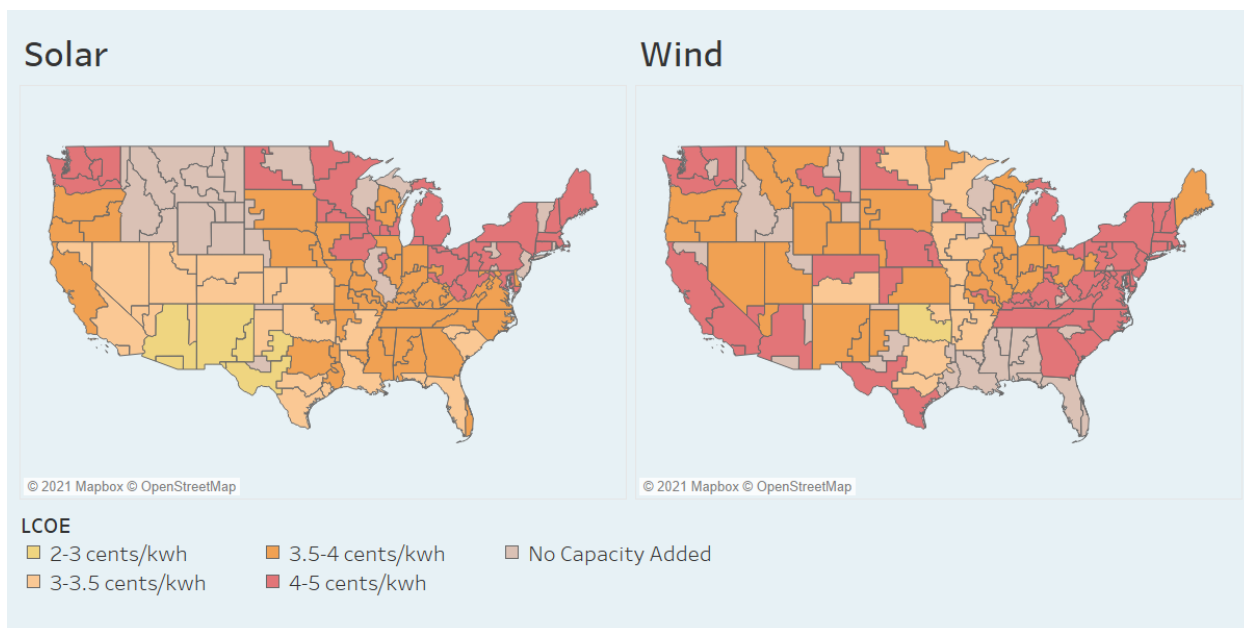 Solar
Wind
© 2021 Mapbox © OpenStreetMap
© 2021 Mapbox © OpenStreetMap
LCOE
2-3 cents/kwh
3.5-4 cents/kwh
No Capacity Added
3-3.5 cents/kwh
4-5 cents/kwh